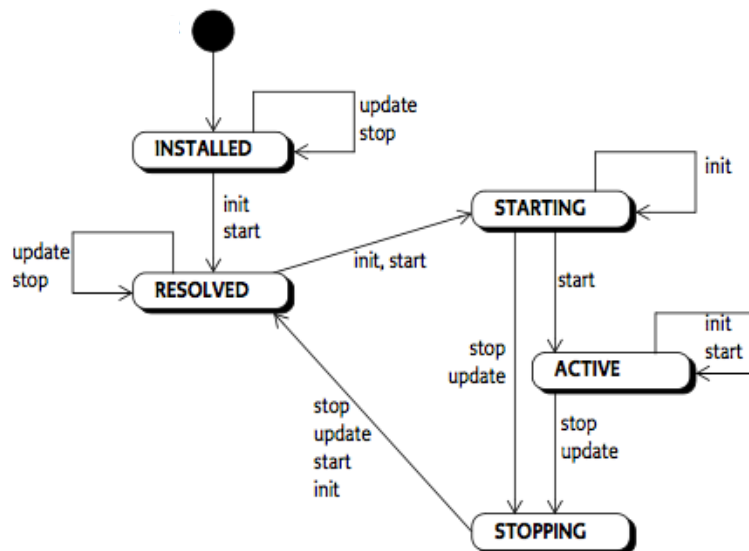 update
stop
INSTALLED
init
init
start
STARTING
update
stop
init, start
RESOLVED
start
init
start
stop
update
ACTIVE
stop
update
start
init
stop
update
STOPPING